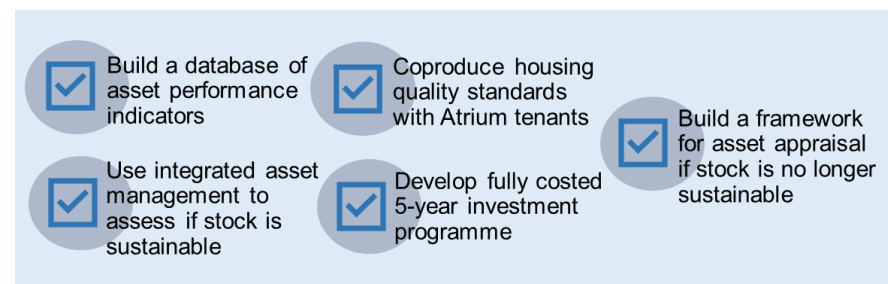 Build a database of
asset performance
indicators
Use integrated asset
management to
assess if stock is
sustainable
Coproduce housing
quality standards
with Atrium tenants
Develop fully costed
5-year investment
programme
Build a framework
for asset appraisal
if stock is no longer
sustainable